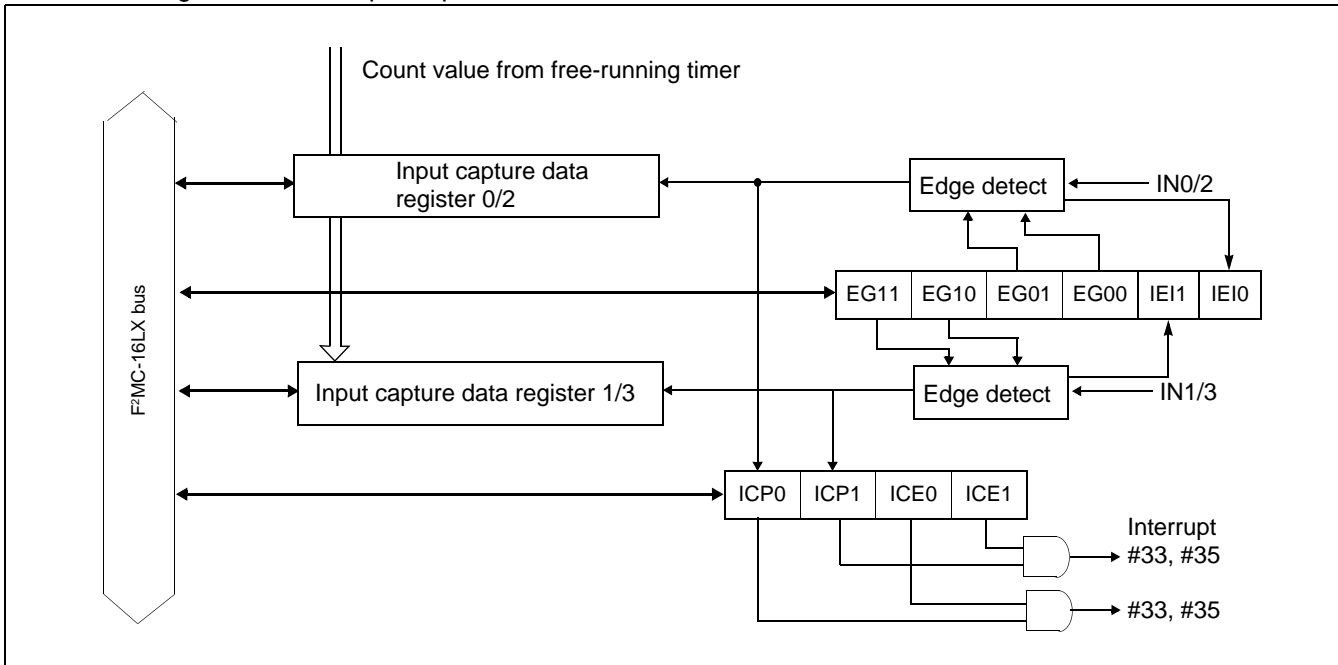 Count value from free-running timer
Input capture data
register 0/2
Edge detect
IN0/2
EG11 EG10 EG01 EG00 IEI1 IEI0
F²MC-16LX bus
Input capture data register 1/3
Edge detect
IN1/3
ICP0 ICP1 ICE0 ICE1
Interrupt
#33, #35
#33, #35